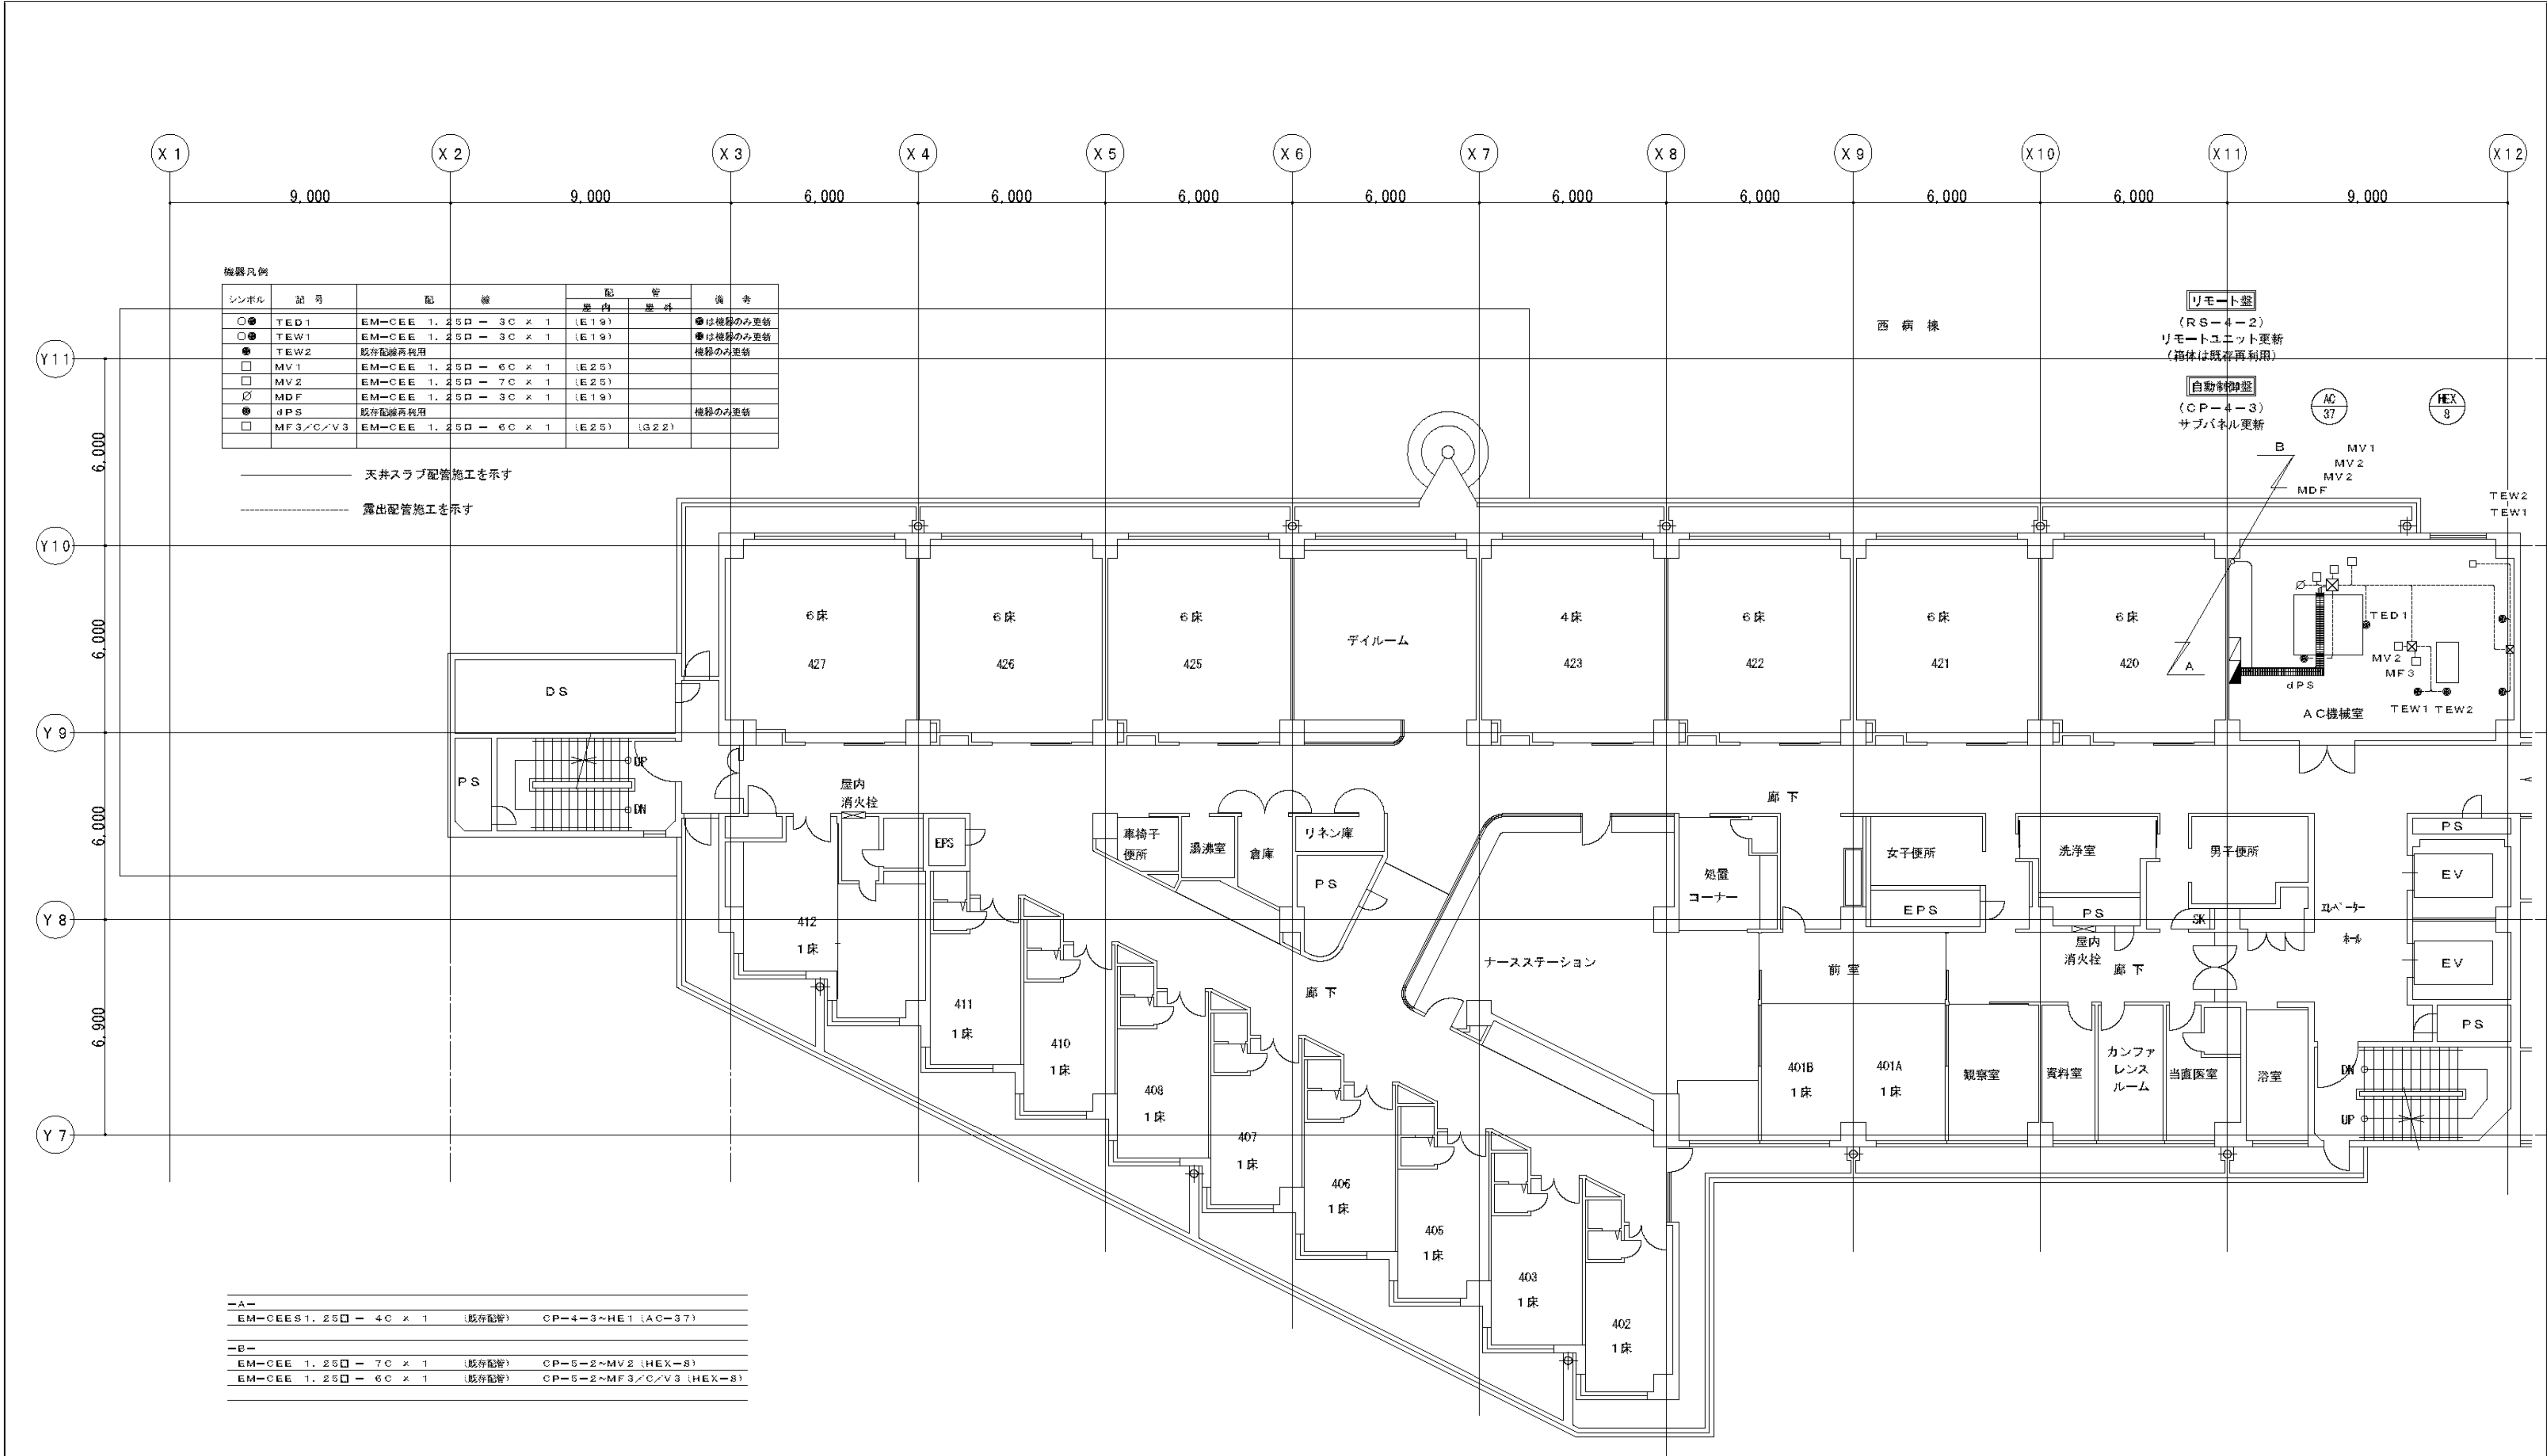 X1 X2 X3 X4 X5 X6 X7 X8 X9 X10 X11 X12
9,000 9,000 6,000 6,000 6,000 6,000 6,000 6,000 6,000 6,000 9,000
機器凡例
シンボル 記号 配線 配管 備考
屋内 屋外
○● TED1 EM-CEE 1.25□ - 3C × 1 (E19) ●は機器のみ更新
○● TEW1 EM-CEE 1.25□ - 3C × 1 (E19) ●は機器のみ更新
● TEW2 既存配線再利用 機器のみ更新
□ MV1 EM-CEE 1.25□ - 6C × 1 (E25)
□ MV2 EM-CEE 1.25□ - 7C × 1 (E25)
∅ MDF EM-CEE 1.25□ - 3C × 1 (E19)
● dPS 既存配線再利用 機器のみ更新
□ MF3/C/V3 EM-CEE 1.25□ - 6C × 1 (E25) (G22)
天井スラブ配管施工を示す
露出配管施工を示す
西病棟
リモート盤
(RS-4-2)
リモートユニット更新
(箱体は既存再利用)
自動制御盤
(CP-4-3)
サブパネル更新
AC
37
HEX
8
B
MV1
MV2
MV2
MDF
TEW2
TEW1
Y11
6,000
Y10
6,000
Y9
6,000
Y8
6,900
Y7
6床
427
6床
426
6床
425
デイルーム
4床
423
6床
422
6床
421
6床
420
A
TED1
MV2
MF3
dPS
TEW1 TEW2
AC機械室
DS
PS
UP
DN
屋内
消火栓
EPS
車椅子
便所
湯沸室
倉庫
リネン庫
PS
廊下
処置
コーナー
女子便所
EPS
洗浄室
PS
男子便所
SK
PS
EV
EV
PS
エレベーター
ホール
屋内
消火栓
廊下
ナースステーション
前室
廊下
412
1床
411
1床
410
1床
408
1床
407
1床
406
1床
405
1床
403
1床
402
1床
401B
1床
401A
1床
観察室
資料室
カンファ
レンス
ルーム
当直医室
浴室
DN
UP
-A-
EM-CEES1.25□ - 4C × 1 (既存配管) CP-4-3~HE1 (AC-37)
-B-
EM-CEE 1.25□ - 7C × 1 (既存配管) CP-5-2~MV2 (HEX-8)
EM-CEE 1.25□ - 6C × 1 (既存配管) CP-5-2~MF3/C/V3 (HEX-8)